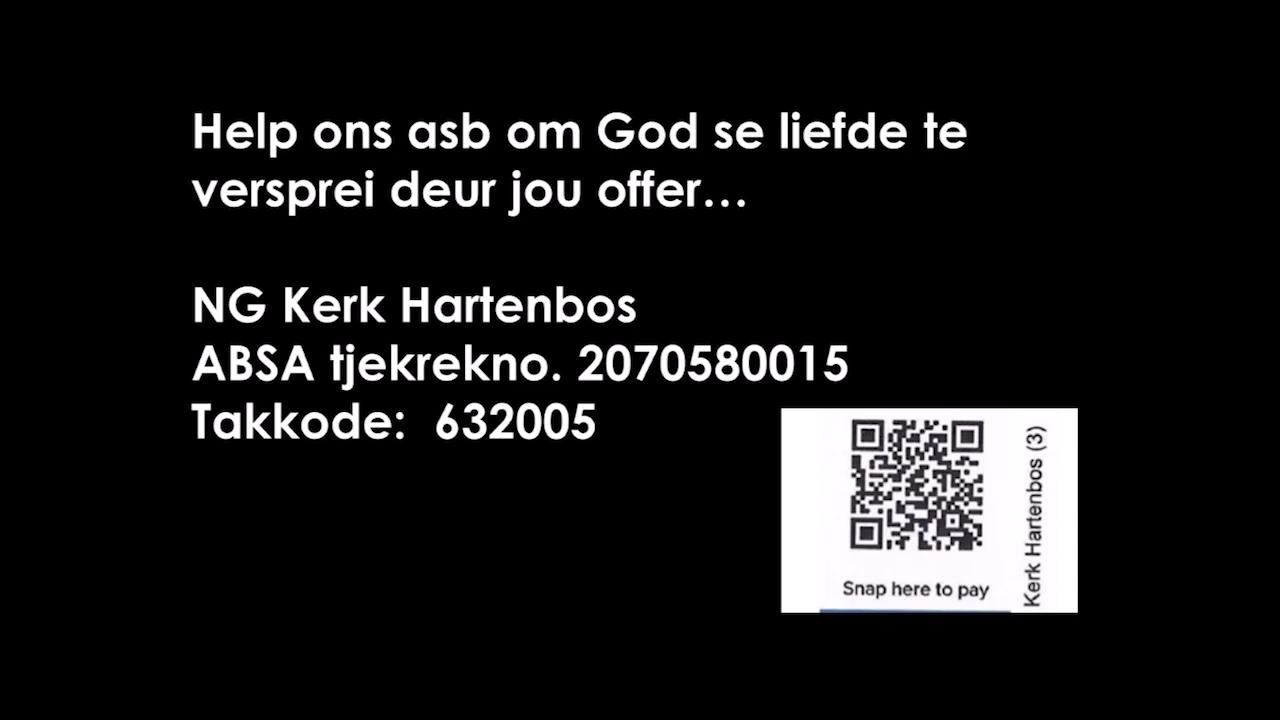 Help ons asb om God se liefde te
versprei deur jou offer...
NG Kerk Hartenbos
ABSA tjekrekno. 2070580015
Takkode:  632005
Snap here to pay
Kerk Hartenbos (3)